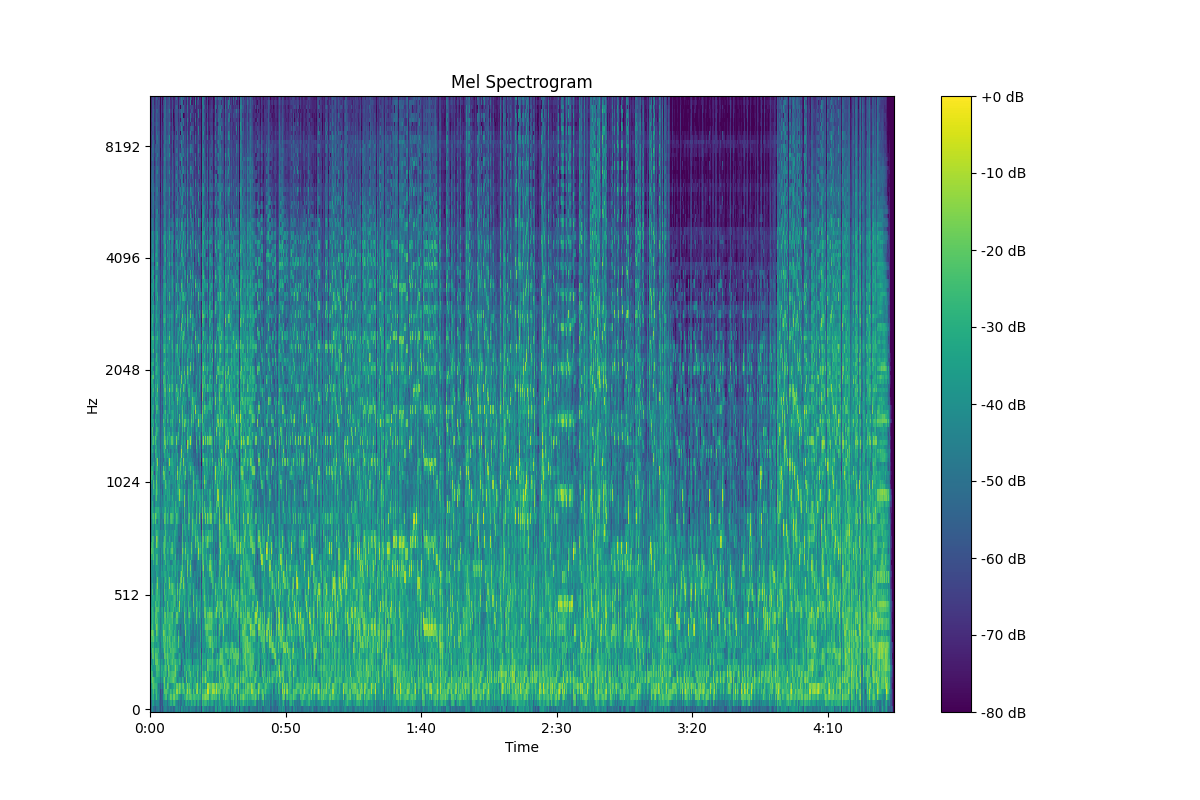 Mel Spectrogram
+0 dB
8192
-10 dB
-20 dB
4096
-30 dB
2048
-40 dB
Hz
1024
-50 dB
-60 dB
512
-70 dB
0
-80 dB
0:00 0:50 1:40 2:30 3:20 4:10
Time